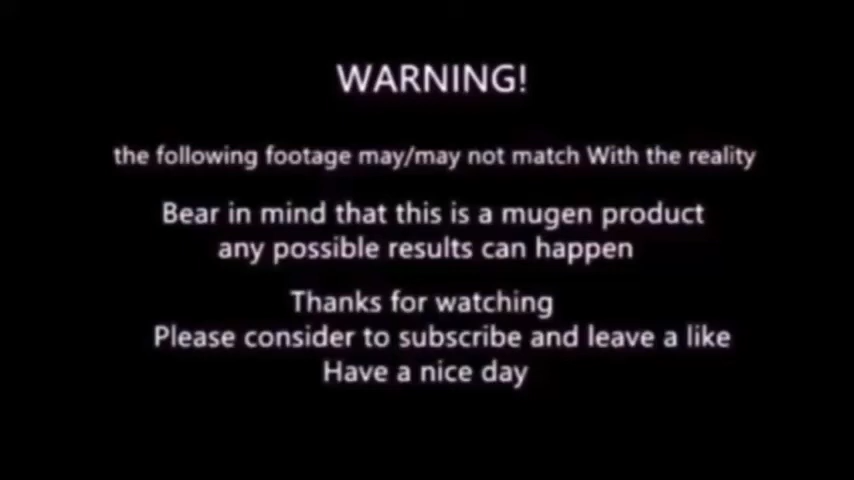 WARNING!
the following footage may/may not match With the reality
Bear in mind that this is a mugen product
any possible results can happen
Thanks for watching
Please consider to subscribe and leave a like
Have a nice day